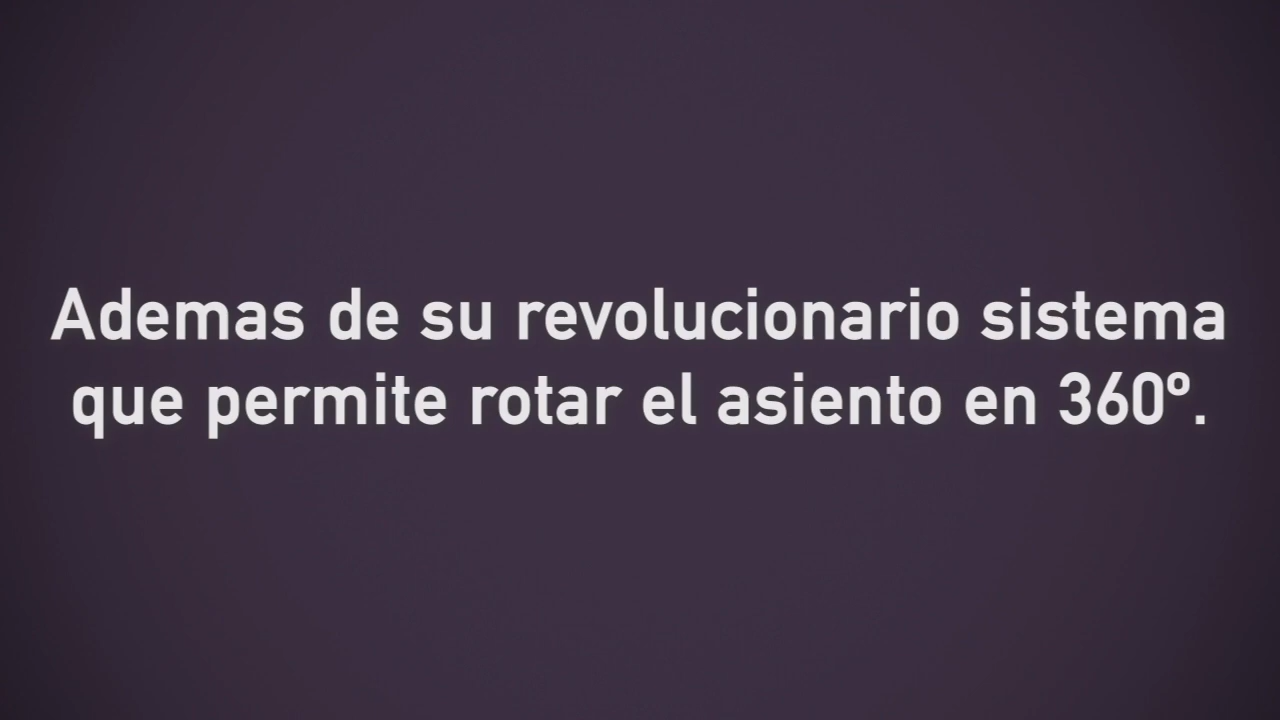 Ademas de su revolucionario sistema
que permite rotar el asiento en 360º.